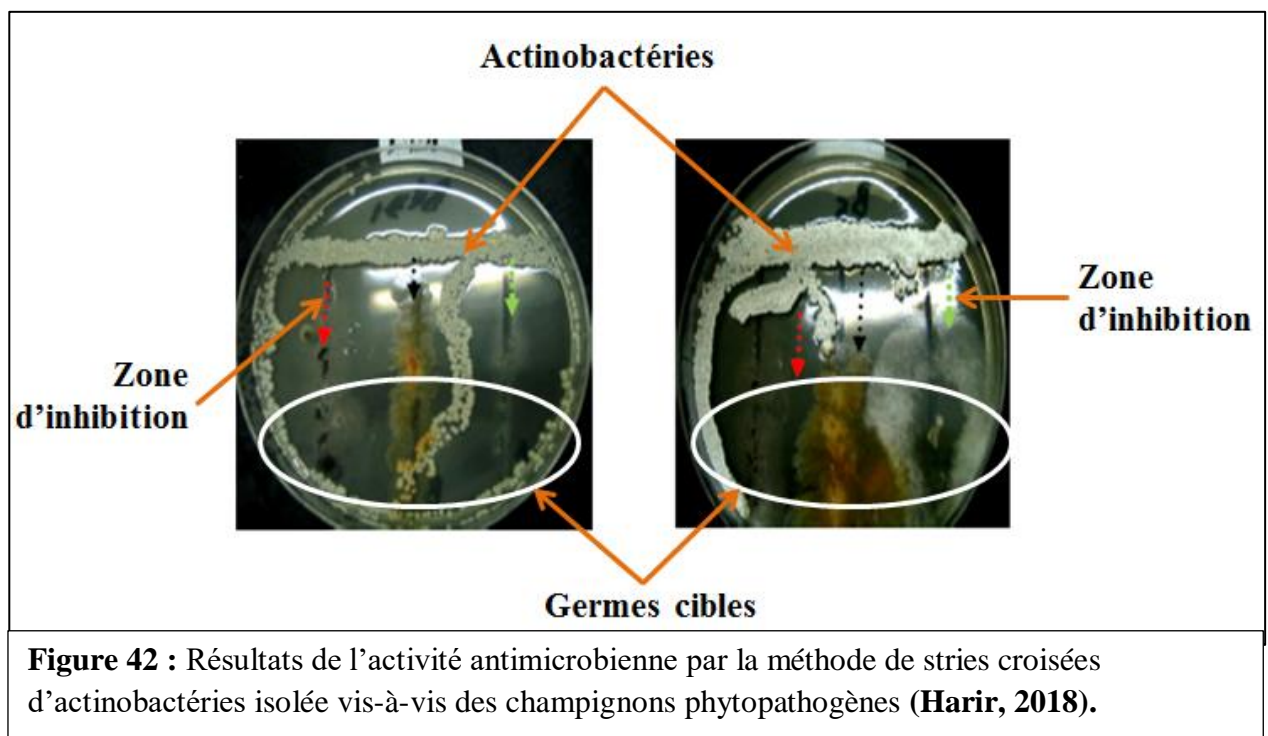 Actinobactéries
Zone
d’inhibition
Zone
d’inhibition
Germes cibles
Figure 42 : Résultats de l’activité antimicrobienne par la méthode de stries croisées
d’actinobactéries isolée vis-à-vis des champignons phytopathogènes (Harir, 2018).